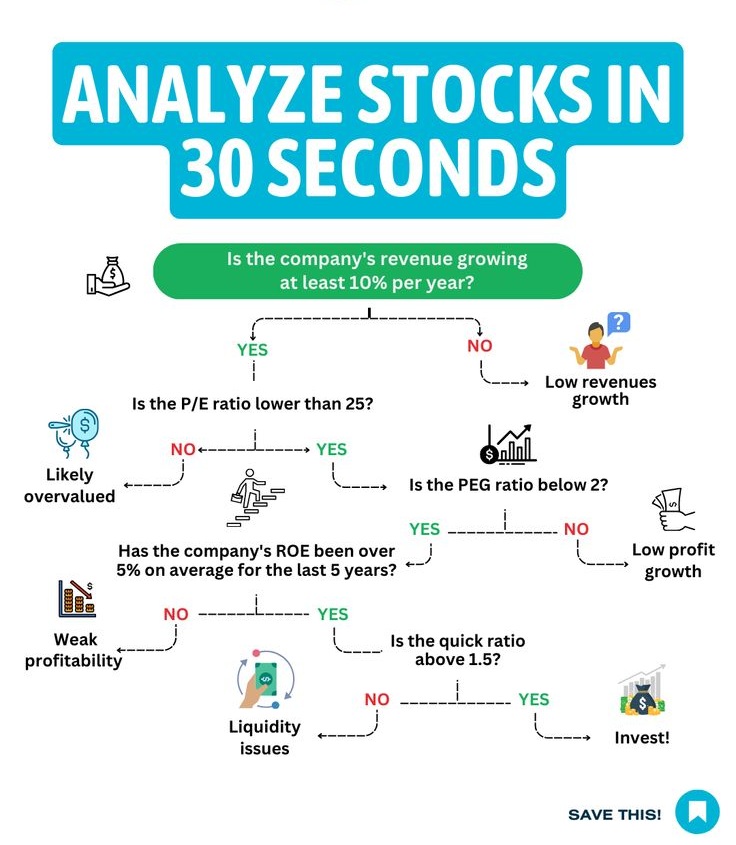 ANALYZE STOCKS IN
30 SECONDS
Is the company's revenue growing
at least 10% per year?
YES
NO
Low revenues
growth
Is the P/E ratio lower than 25?
NO
YES
Likely
overvalued
Is the PEG ratio below 2?
YES
NO
Low profit
growth
Has the company's ROE been over
5% on average for the last 5 years?
NO
YES
Weak
profitability
Is the quick ratio
above 1.5?
NO
YES
Liquidity
issues
Invest!
SAVE THIS!